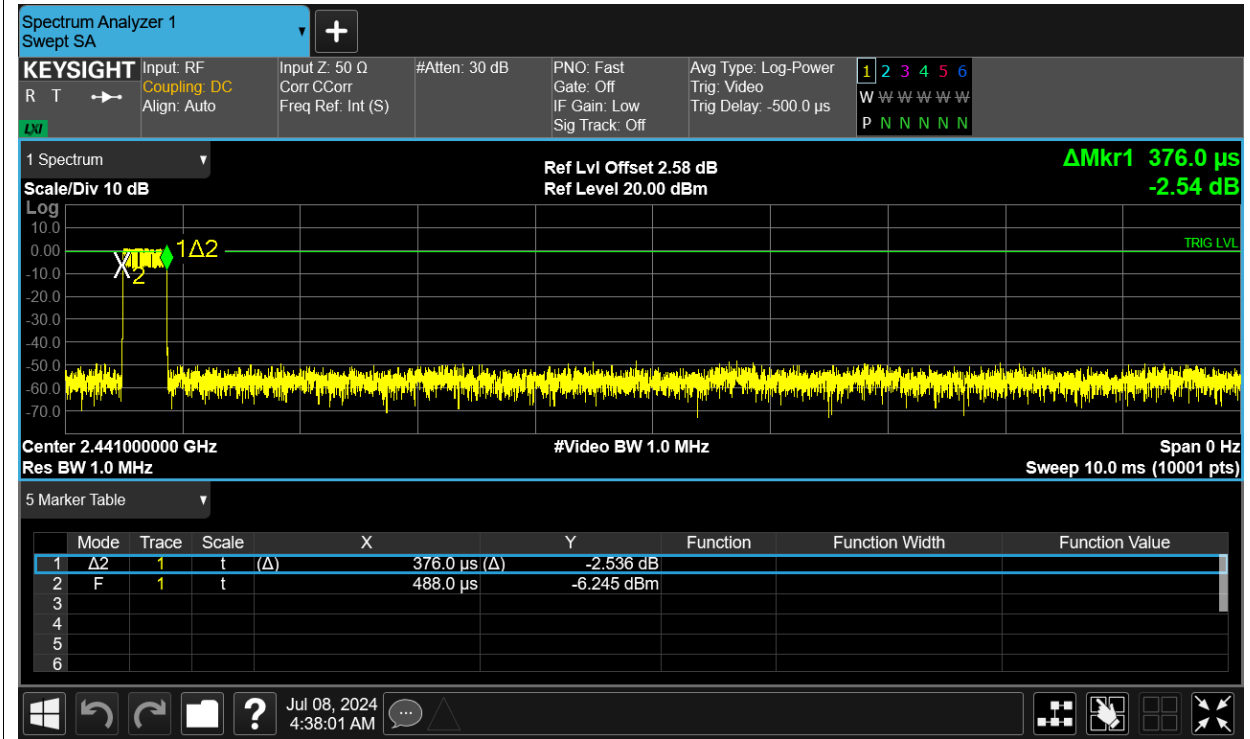 Spectrum Analyzer 1
Swept SA
KEYSIGHT
R T
LXI
Input: RF
Coupling: DC
Align: Auto
Input Z: 50 Ω
Corr CCorr
Freq Ref: Int (S)
#Atten: 30 dB
PNO: Fast
Gate: Off
IF Gain: Low
Sig Track: Off
Avg Type: Log-Power
Trig: Video
Trig Delay: -500.0 µs
1 2 3 4 5 6
W W W W W W
P N N N N N
1 Spectrum
Scale/Div 10 dB
Ref Lvl Offset 2.58 dB
Ref Level 20.00 dBm
ΔMkr1 376.0 µs
-2.54 dB
Log
10.0
0.00
-10.0
-20.0
-30.0
-40.0
-50.0
-60.0
-70.0
X2
1Δ2
TRIG LVL
Center 2.441000000 GHz
#Video BW 1.0 MHz
Span 0 Hz
Res BW 1.0 MHz
Sweep 10.0 ms (10001 pts)
5 Marker Table
Mode Trace Scale X Y Function Function Width Function Value
1 Δ2 1 t (Δ) 376.0 µs (Δ) -2.536 dB
2 F 1 t 488.0 µs -6.245 dBm
3
4
5
6
?
Jul 08, 2024
4:38:01 AM